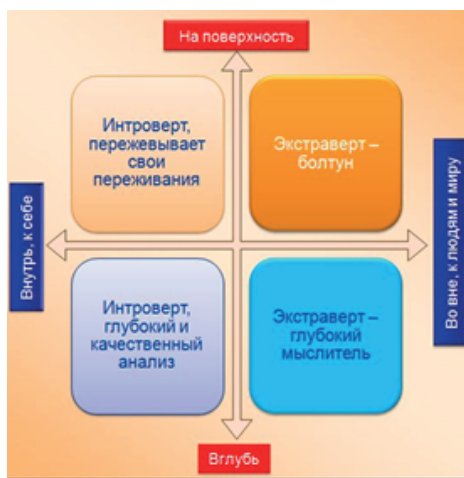 На поверхность
Интроверт,
пережевывает
свои
переживания
Экстраверт –
болтун
Внутрь, к себе
Во вне, к людям и миру
Интроверт,
глубокий и
качественный
анализ
Экстраверт –
глубокий
мыслитель
Вглубь